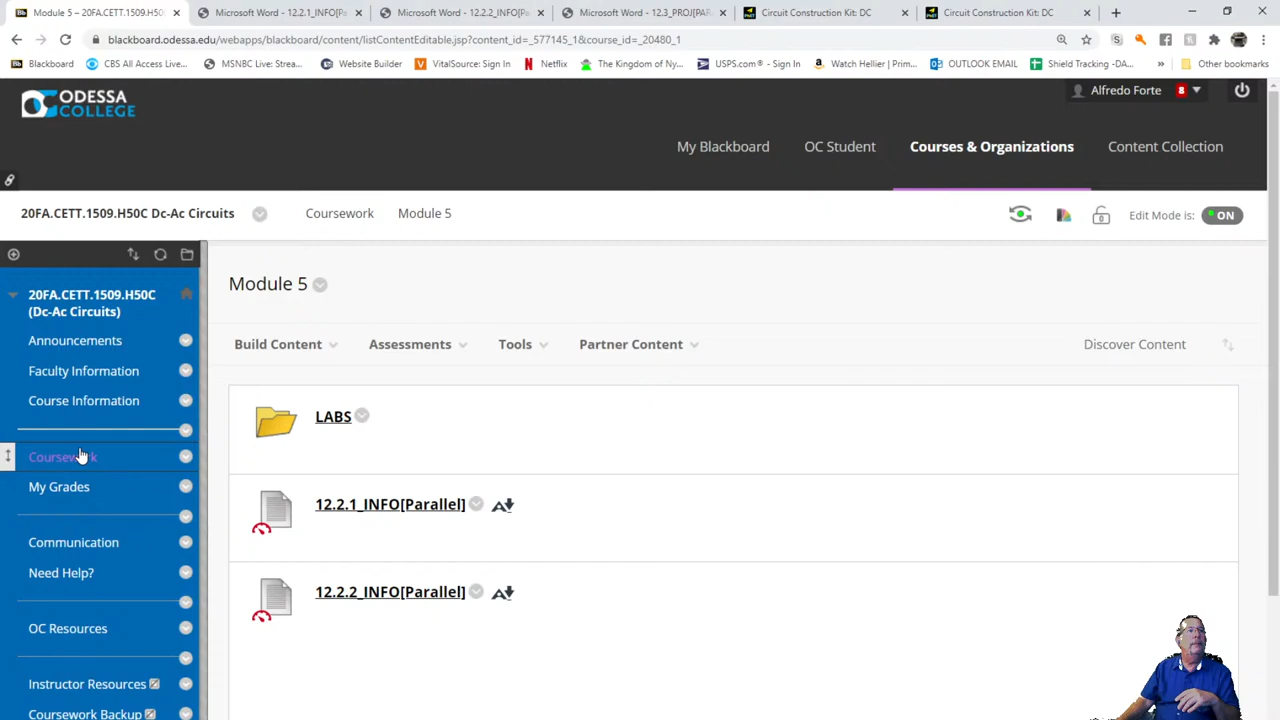 Module 5 – 20FA.CETT.1509.H50
Microsoft Word - 12.2.1_INFO[Pa
Microsoft Word - 12.2.2_INFO[Pa
Microsoft Word - 12.3_PROJ[PAR
Circuit Construction Kit: DC
Circuit Construction Kit: DC
blackboard.odessa.edu/webapps/blackboard/content/listContentEditable.jsp?content_id=_577145_1&course_id=_20480_1
Blackboard
CBS All Access Live...
MSNBC Live: Strea...
Website Builder
VitalSource: Sign In
Netflix
The Kingdom of Ny...
USPS.com® - Sign In
Watch Hellier | Prim...
OUTLOOK EMAIL
Shield Tracking -DA...
»
Other bookmarks
ODESSA
COLLEGE
Alfredo Forte
8
My Blackboard
OC Student
Courses & Organizations
Content Collection
20FA.CETT.1509.H50C Dc-Ac Circuits
Coursework
Module 5
Edit Mode is:
ON
20FA.CETT.1509.H50C
(Dc-Ac Circuits)
Announcements
Faculty Information
Course Information
Coursework
My Grades
Communication
Need Help?
OC Resources
Instructor Resources
Coursework Backup
Module 5
Build Content
Assessments
Tools
Partner Content
Discover Content
LABS
12.2.1_INFO[Parallel]
12.2.2_INFO[Parallel]